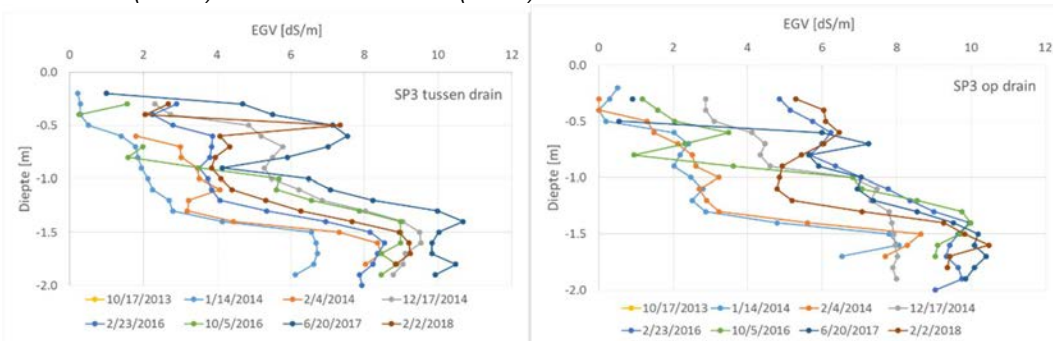 EGV [dS/m]
0 2 4 6 8 10 12
0.0
SP3 tussen drain
-0.5
Diepte [m]
-1.0
-1.5
-2.0
10/17/2013 1/14/2014 2/4/2014 12/17/2014
2/23/2016 10/5/2016 6/20/2017 2/2/2018
EGV [dS/m]
0 2 4 6 8 10 12
0.0
SP3 op drain
-0.5
Diepte [m]
-1.0
-1.5
-2.0
10/17/2013 1/14/2014 2/4/2014 12/17/2014
2/23/2016 10/5/2016 6/20/2017 2/2/2018